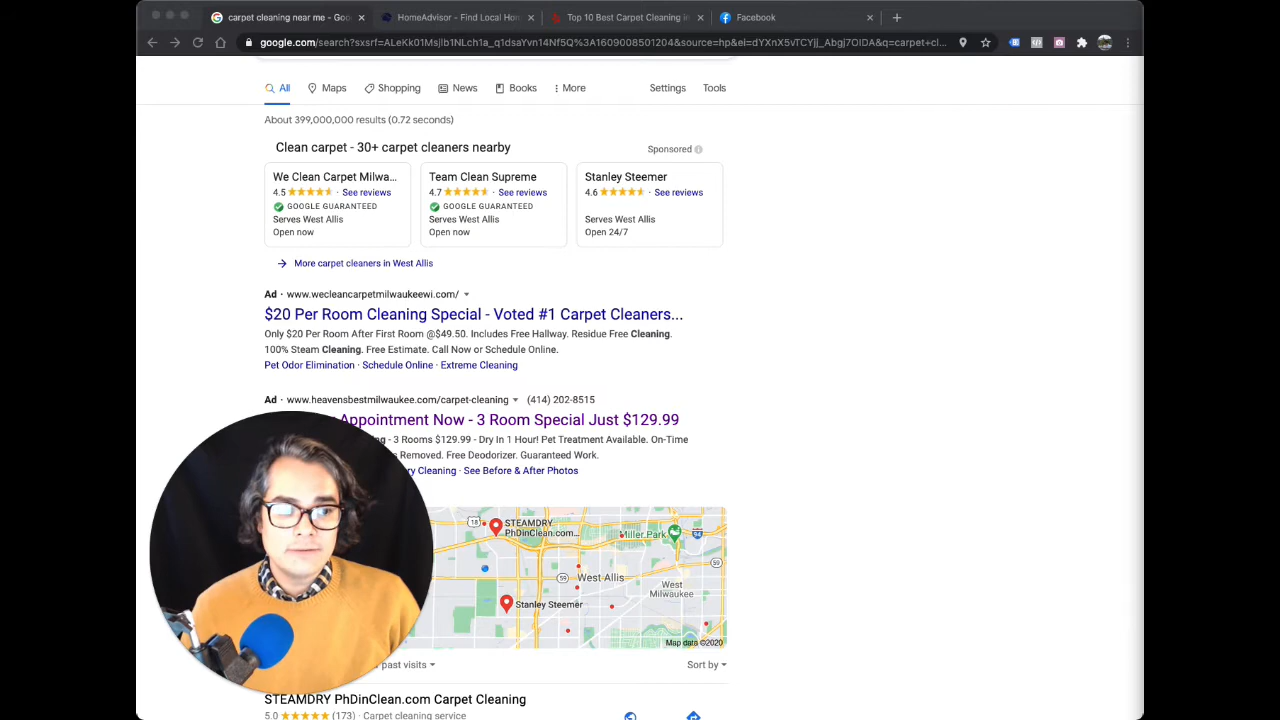 carpet cleaning near me - Goo
HomeAdvisor - Find Local Hom
Top 10 Best Carpet Cleaning in
Facebook
google.com/search?sxsrf=ALeKk01Msjlb1NLch1a_q1dsaYvn14Nf5Q%3A1609008501204&source=hp&ei=dYXnX5vTCYjj_Abgj7OIDA&q=carpet+cl...
All
Maps
Shopping
News
Books
More
Settings
Tools
About 399,000,000 results (0.72 seconds)
Clean carpet - 30+ carpet cleaners nearby
Sponsored
We Clean Carpet Milwa...
4.5 · See reviews
GOOGLE GUARANTEED
Serves West Allis
Open now
Team Clean Supreme
4.7 · See reviews
GOOGLE GUARANTEED
Serves West Allis
Open now
Stanley Steemer
4.6 · See reviews
Serves West Allis
Open 24/7
More carpet cleaners in West Allis
Ad · www.wecleancarpetmilwaukeewi.com/
$20 Per Room Cleaning Special - Voted #1 Carpet Cleaners...
Only $20 Per Room After First Room @$49.50. Includes Free Hallway. Residue Free Cleaning.
100% Steam Cleaning. Free Estimate. Call Now or Schedule Online.
Pet Odor Elimination · Schedule Online · Extreme Cleaning
Ad · www.heavensbestmilwaukee.com/carpet-cleaning (414) 202-8515
Appointment Now - 3 Room Special Just $129.99
- 3 Rooms $129.99 - Dry In 1 Hour! Pet Treatment Available. On-Time
Removed. Free Deodorizer. Guaranteed Work.
Cleaning · See Before & After Photos
18
STEAMDRY
PhDinClean.com...
Miller Park
94
59
West Allis
59
West
Milwaukee
Stanley Steemer
Map data ©2020
past visits
Sort by
STEAMDRY PhDinClean.com Carpet Cleaning
5.0 (173) · Carpet cleaning service